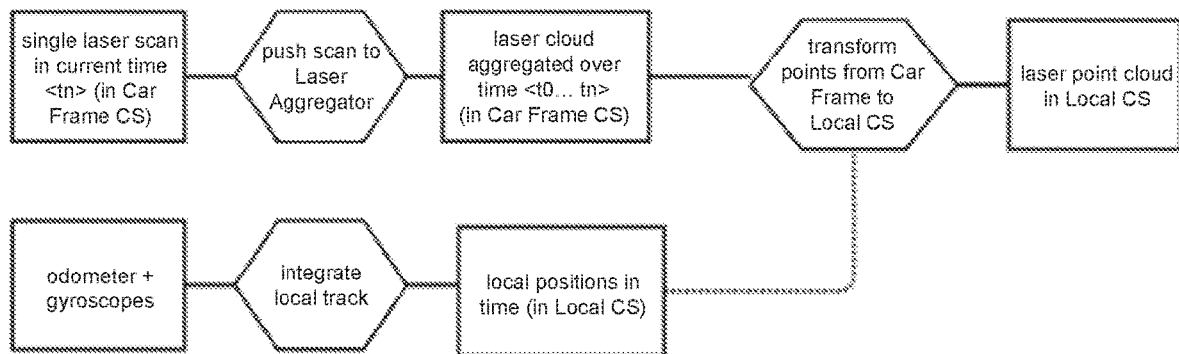 single laser scan
in current time
<tn> (in Car
Frame CS)
push scan to
Laser
Aggregator
laser cloud
aggregated over
time <t0... tn>
(in Car Frame CS)
transform
points from Car
Frame to
Local CS
laser point cloud
in Local CS
odometer +
gyroscopes
integrate
local track
local positions in
time (in Local CS)